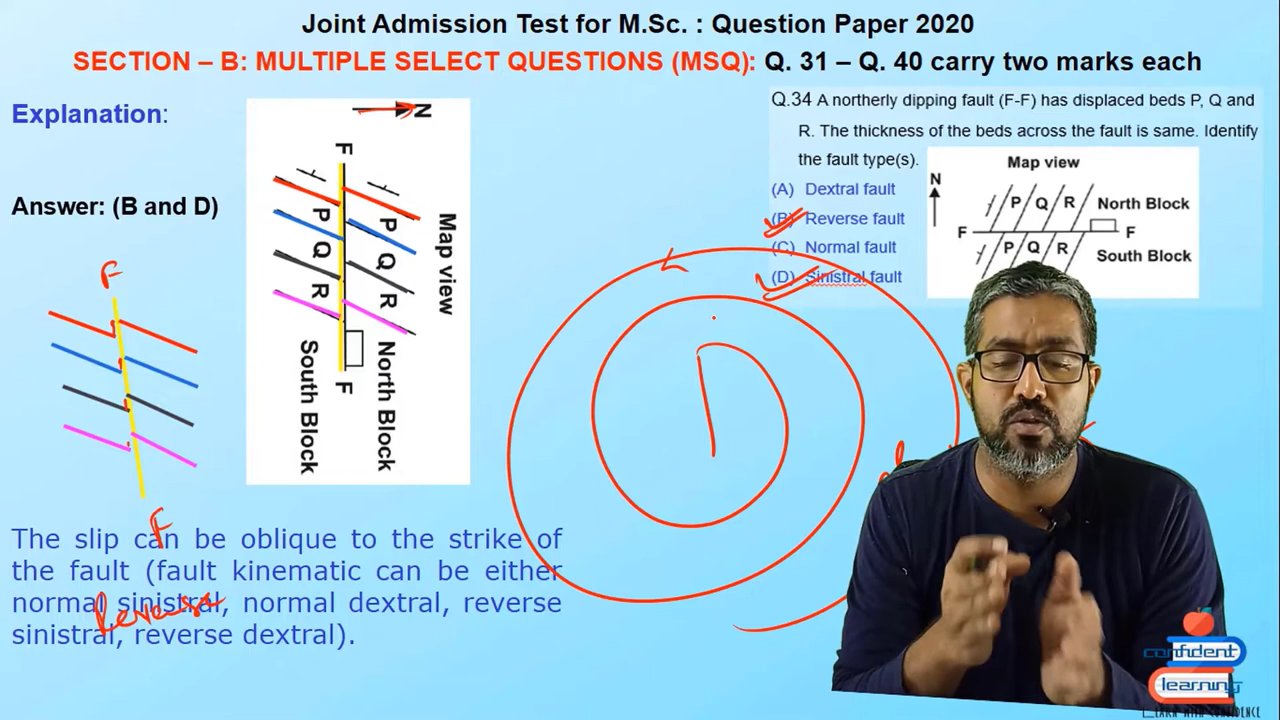 Joint Admission Test for M.Sc. : Question Paper 2020
SECTION – B: MULTIPLE SELECT QUESTIONS (MSQ): Q. 31 – Q. 40 carry two marks each
Explanation:
Answer: (B and D)
F
F
N
F
P
P
Q
Q
R
R
F
Map view
South Block
North Block
Q.34 A northerly dipping fault (F-F) has displaced beds P, Q and
R. The thickness of the beds across the fault is same. Identify
the fault type(s).
(A) Dextral fault
(B) Reverse fault
(C) Normal fault
(D) Sinistral fault
Map view
N
P Q R North Block
F F
P Q R South Block
The slip can be oblique to the strike of
the fault (fault kinematic can be either
normal sinistral, normal dextral, reverse
sinistral, reverse dextral).
Reverse
confident
learning
LEARN WITH CONFIDENCE